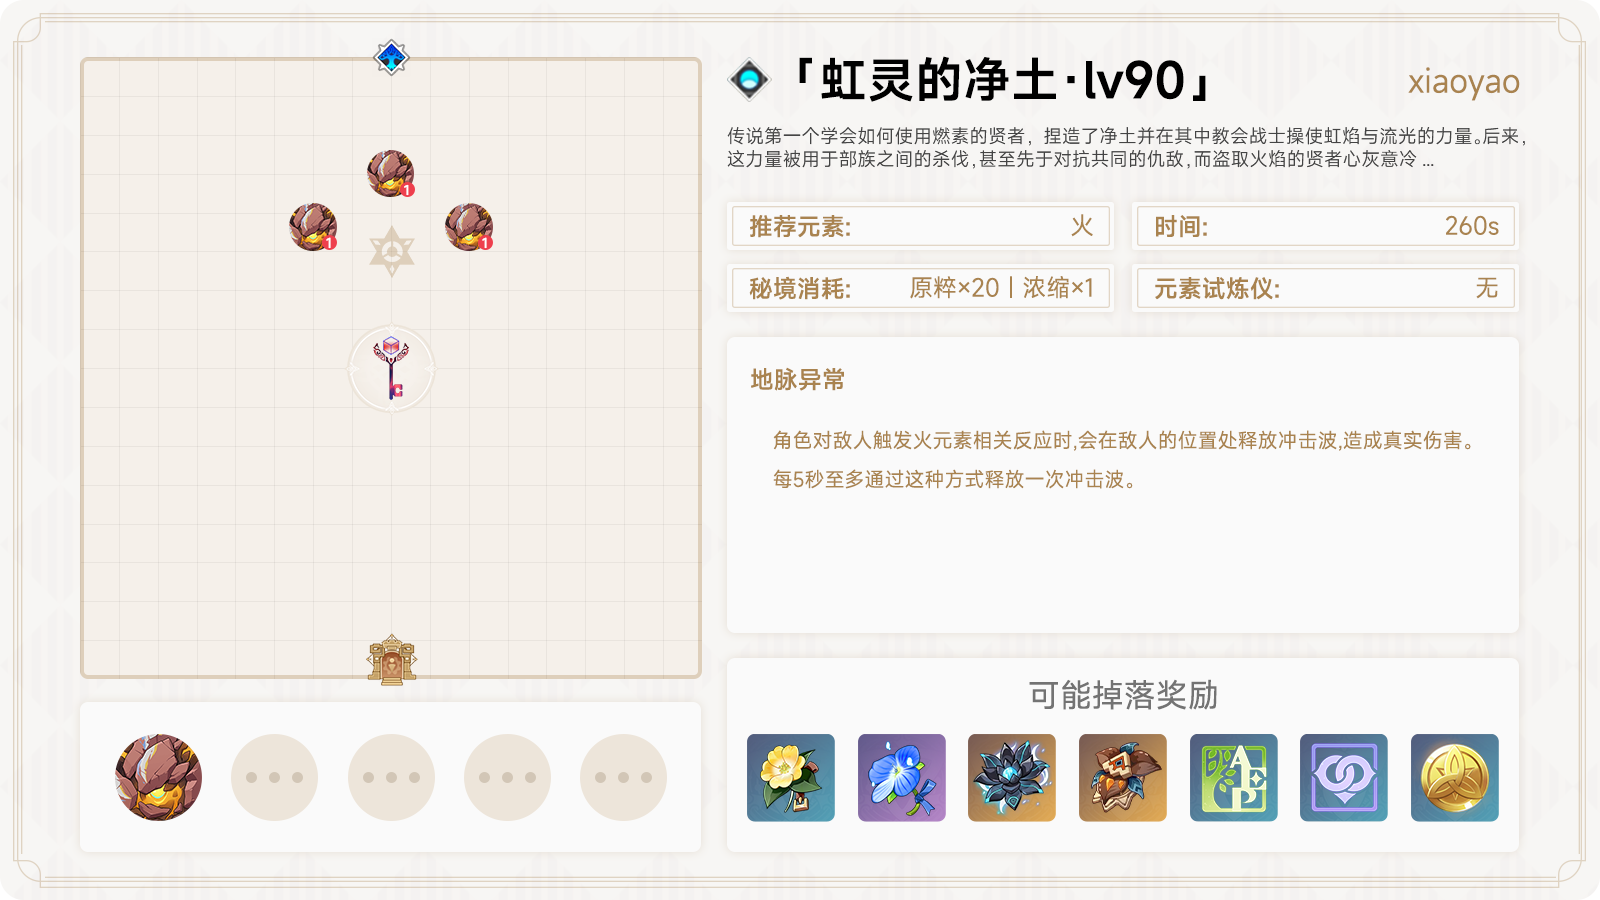 「虹灵的净土·lv90」
xiaoyao
传说第一个学会如何使用燃素的贤者，捏造了净土并在其中教会战士操使虹焰与流光的力量。后来，
这力量被用于部族之间的杀伐，甚至先于对抗共同的仇敌，而盗取火焰的贤者心灰意冷 ...
推荐元素: 火
时间: 260s
秘境消耗: 原粹×20丨浓缩×1
元素试炼仪: 无
地脉异常
角色对敌人触发火元素相关反应时,会在敌人的位置处释放冲击波,造成真实伤害。
每5秒至多通过这种方式释放一次冲击波。
可能掉落奖励
1
1
1
AEP